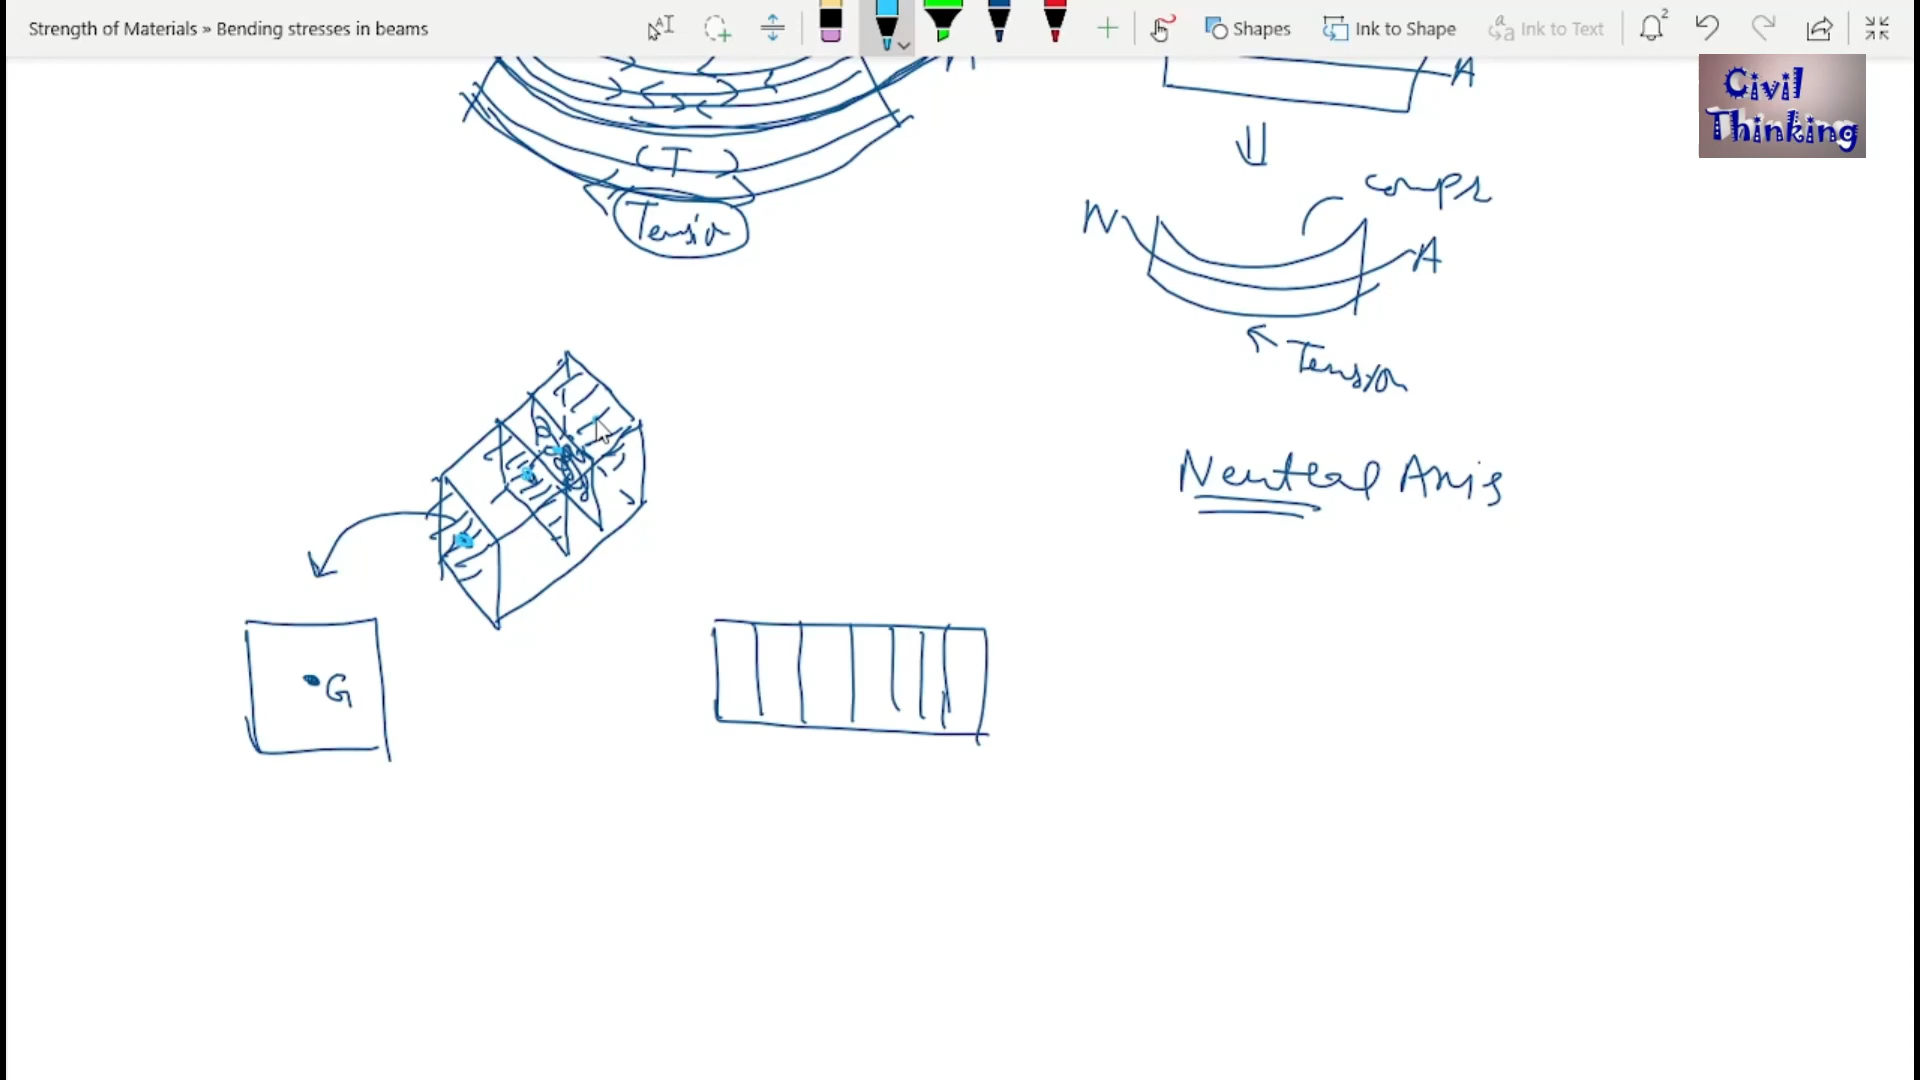 Strength of Materials » Bending stresses in beams
Shapes
Ink to Shape
Ink to Text
2
Civil
Thinking
A
(T)
Tension
compr
N
A
Tension
Neutral Axis
G